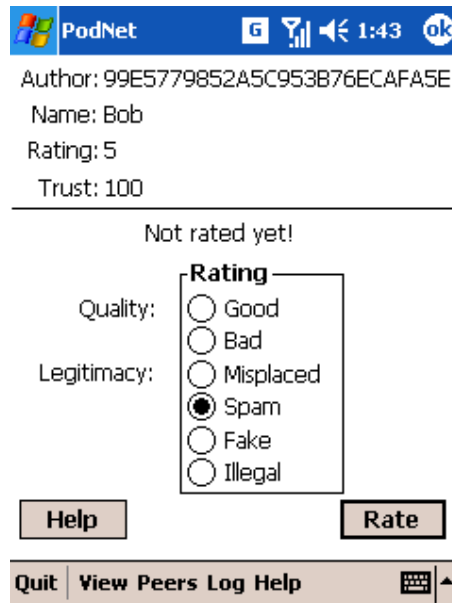 PodNet G 1:43 ok
Author: 99E5779852A5C953B76ECAFA5E
Name: Bob
Rating: 5
Trust: 100
Not rated yet!
Rating
Quality: Good
Bad
Legitimacy: Misplaced
Spam
Fake
Illegal
Help Rate
Quit View Peers Log Help